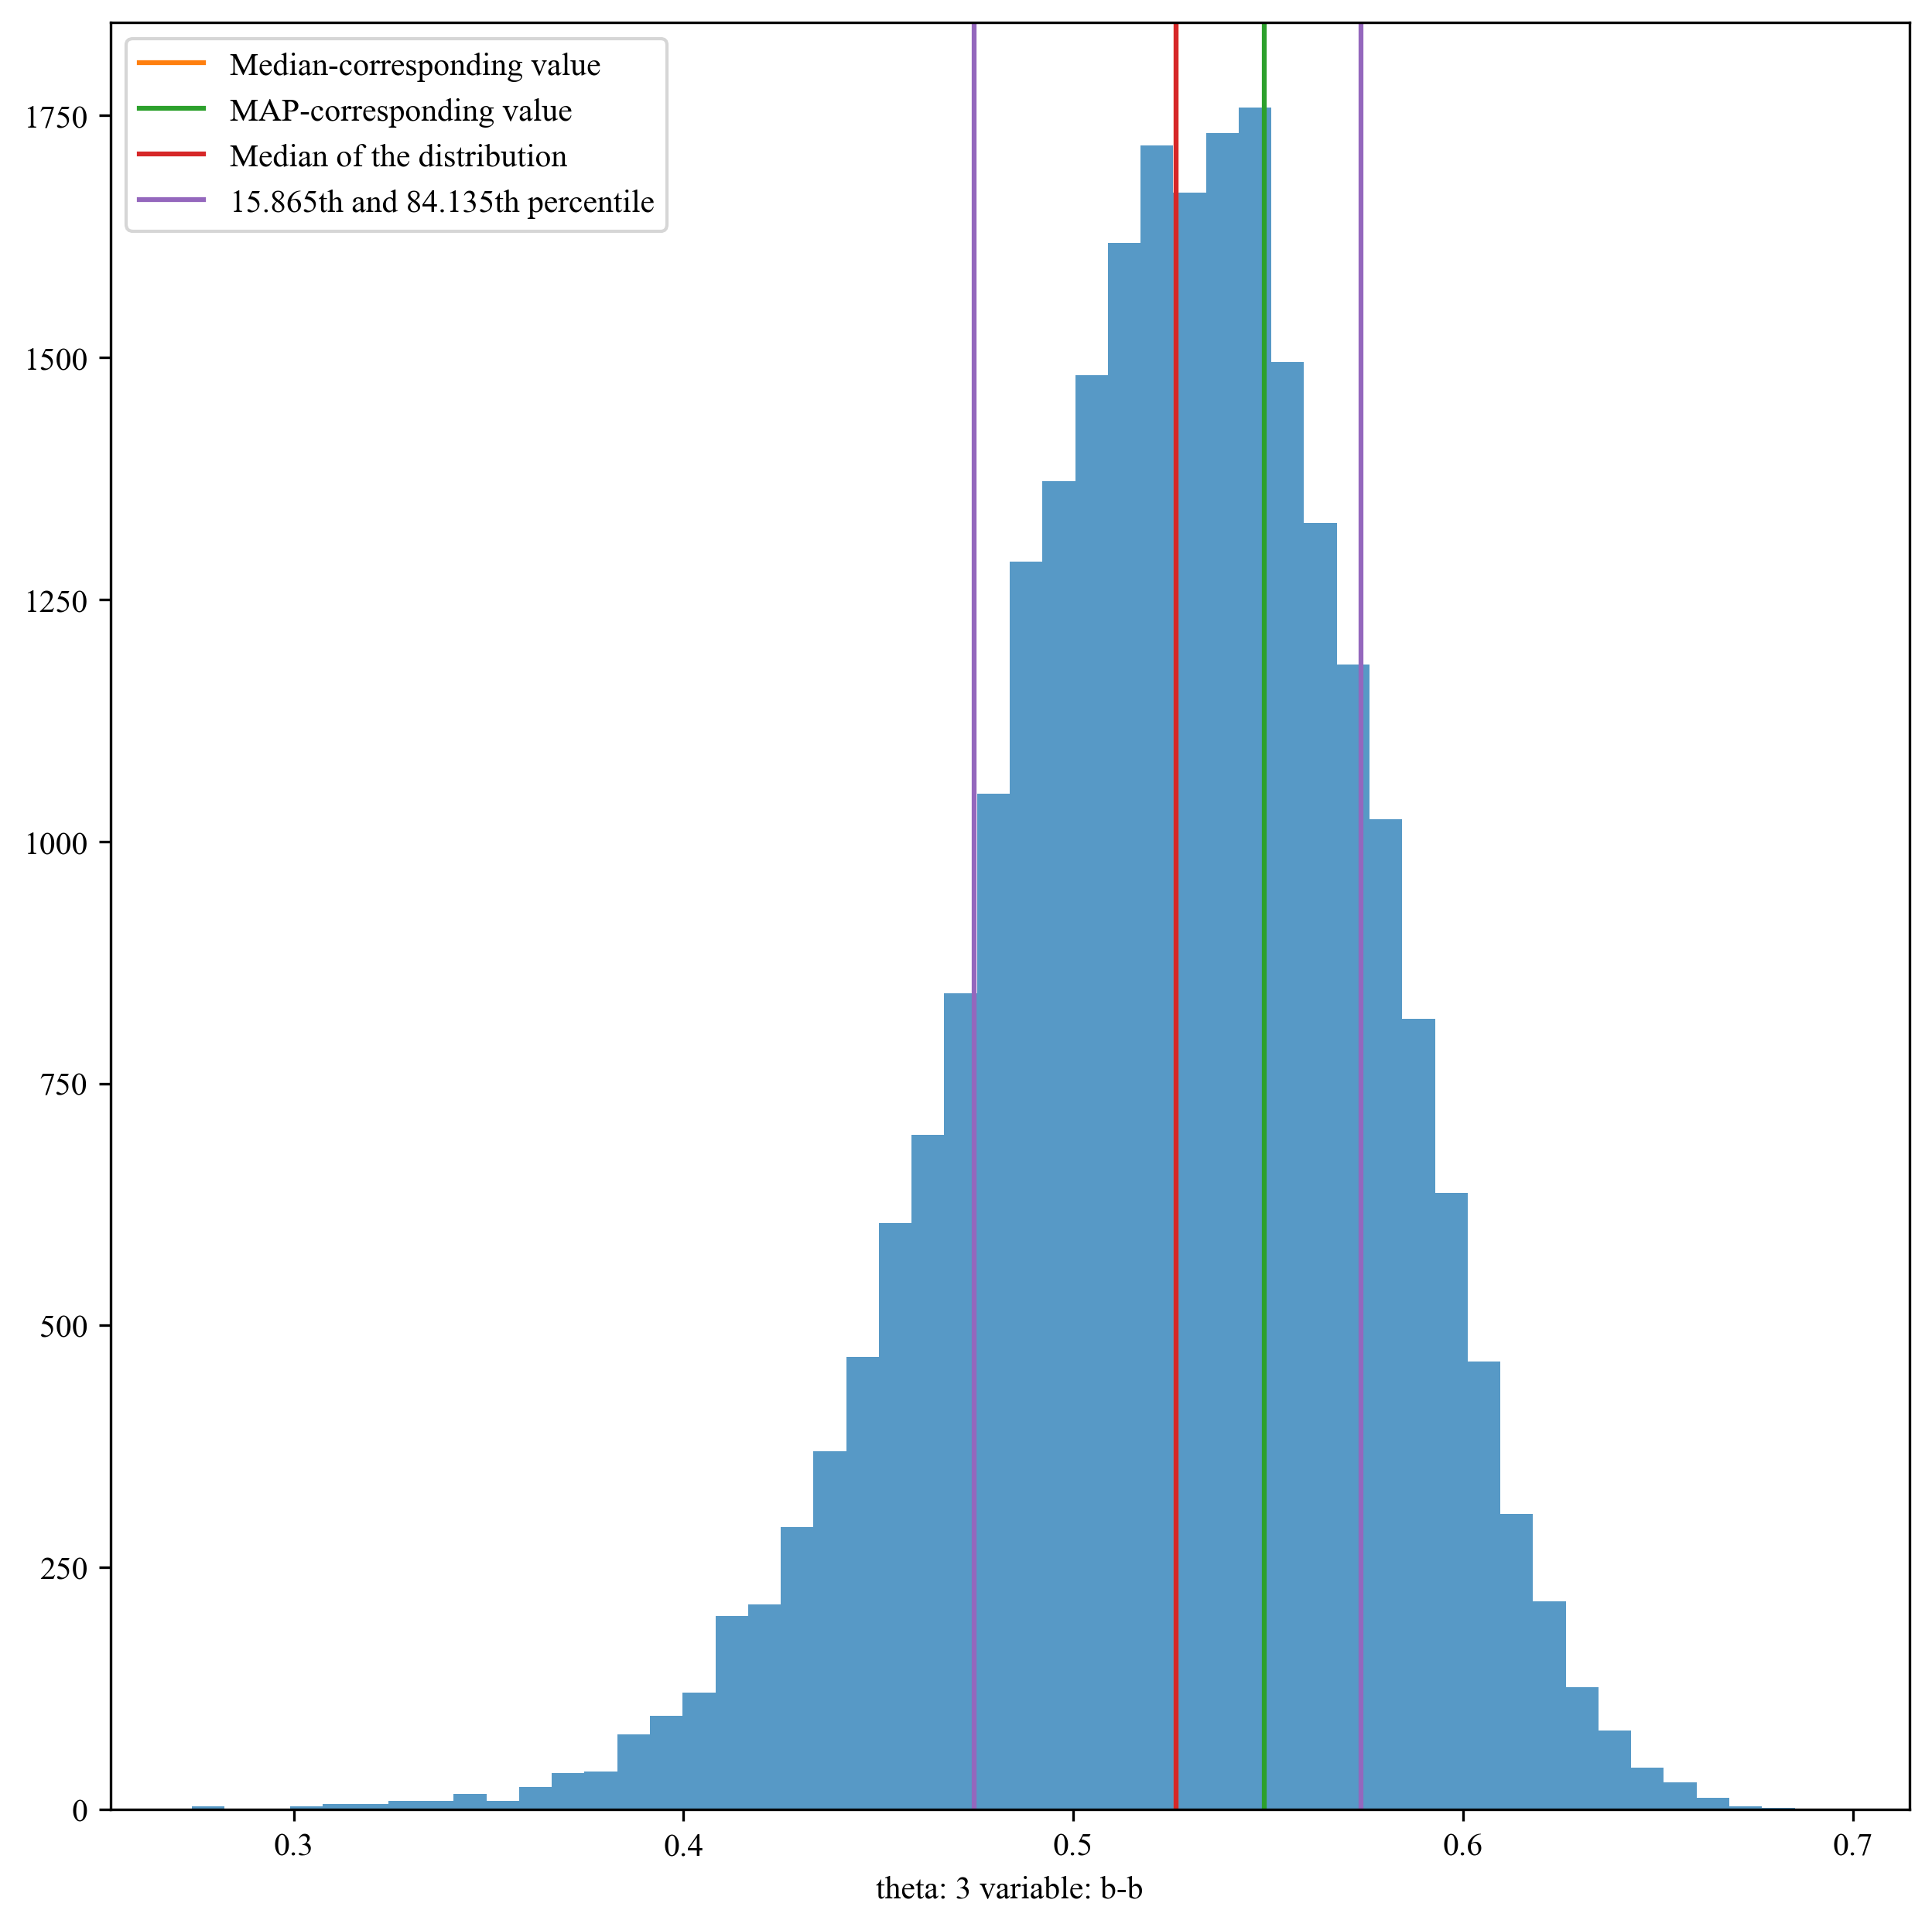 Median-corresponding value
MAP-corresponding value
Median of the distribution
15.865th and 84.135th percentile
1750
1500
1250
1000
750
500
250
0
0.3 0.4 0.5 0.6 0.7
theta: 3 variable: b-b